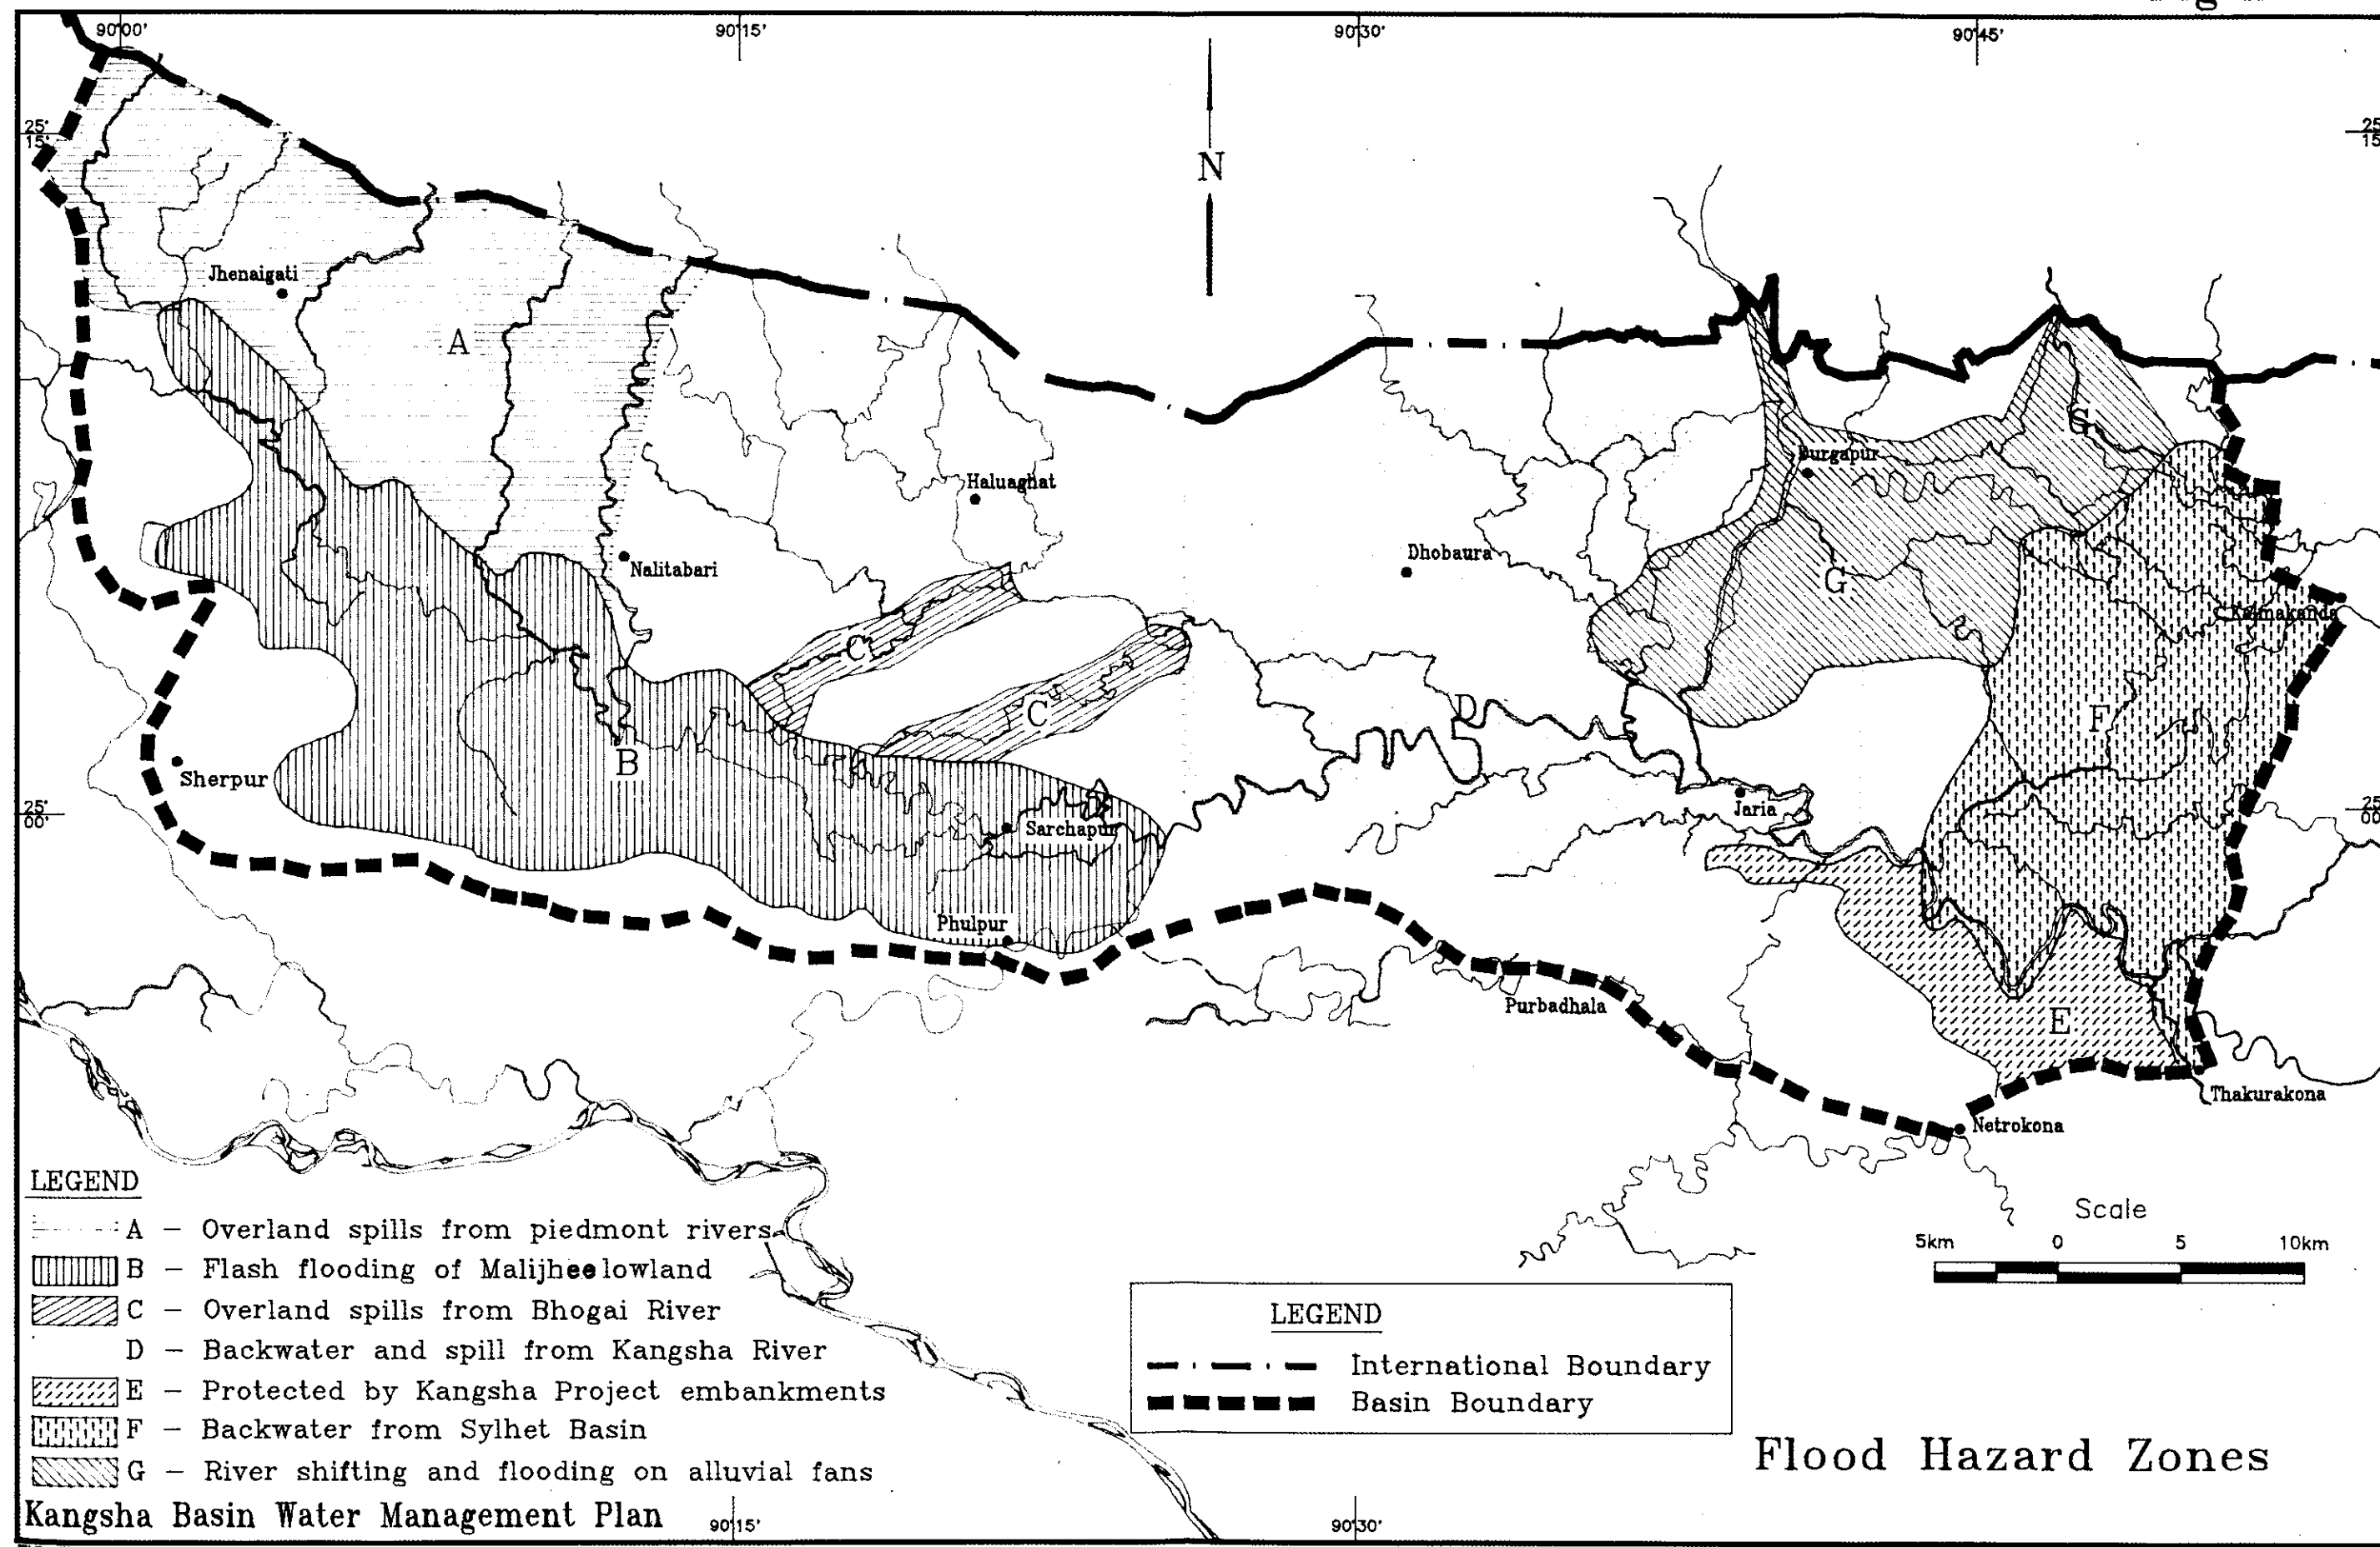 90°00' 90°15' 90°30' 90°45'
25°
15'
25
15
N
Jhenaigati
A
G
Durgapur
Haluaghat
Dhobaura
Nalitabari
G
Kalmakanda
C
C
D
F
B
Sherpur
25°
00'
25
00
Jaria
Sarchapur
Phulpur
Purbadhala
E
Thakurakona
Netrokona
LEGEND
A – Overland spills from piedmont rivers
B – Flash flooding of Malijhee lowland
C – Overland spills from Bhogai River
D – Backwater and spill from Kangsha River
E – Protected by Kangsha Project embankments
F – Backwater from Sylhet Basin
G – River shifting and flooding on alluvial fans
Kangsha Basin Water Management Plan
Scale
5km 0 5 10km
LEGEND
International Boundary
Basin Boundary
Flood Hazard Zones
90°15' 90°30'